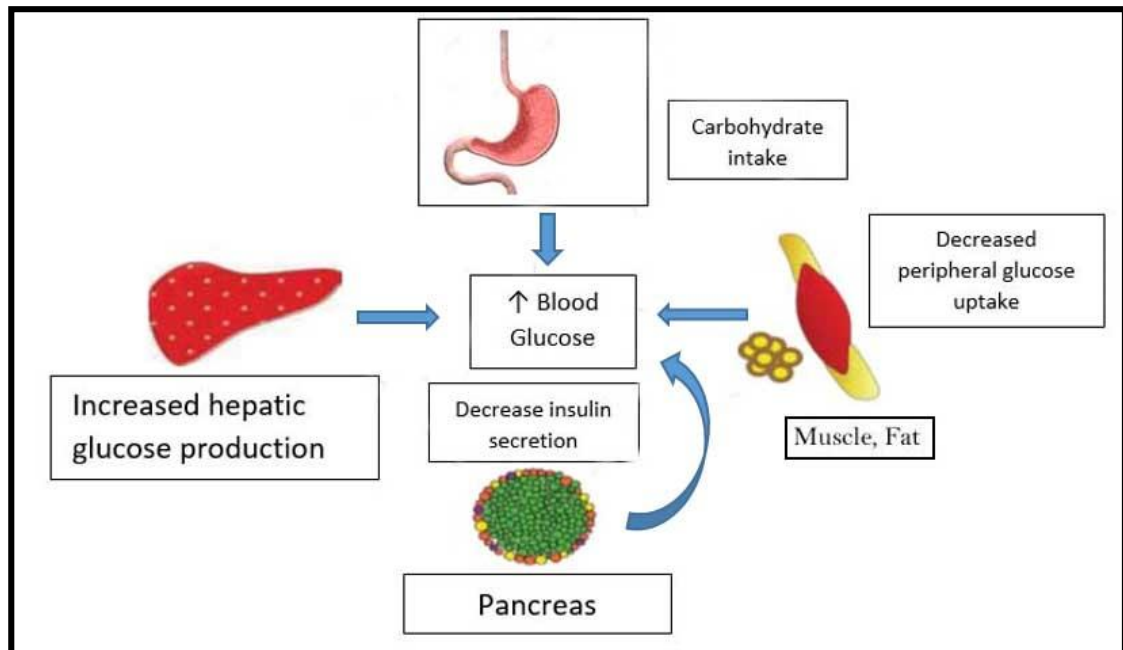 Carbohydrate
intake
Decreased
peripheral glucose
uptake
↑ Blood
Glucose
Increased hepatic
glucose production
Decrease insulin
secretion
Muscle, Fat
Pancreas